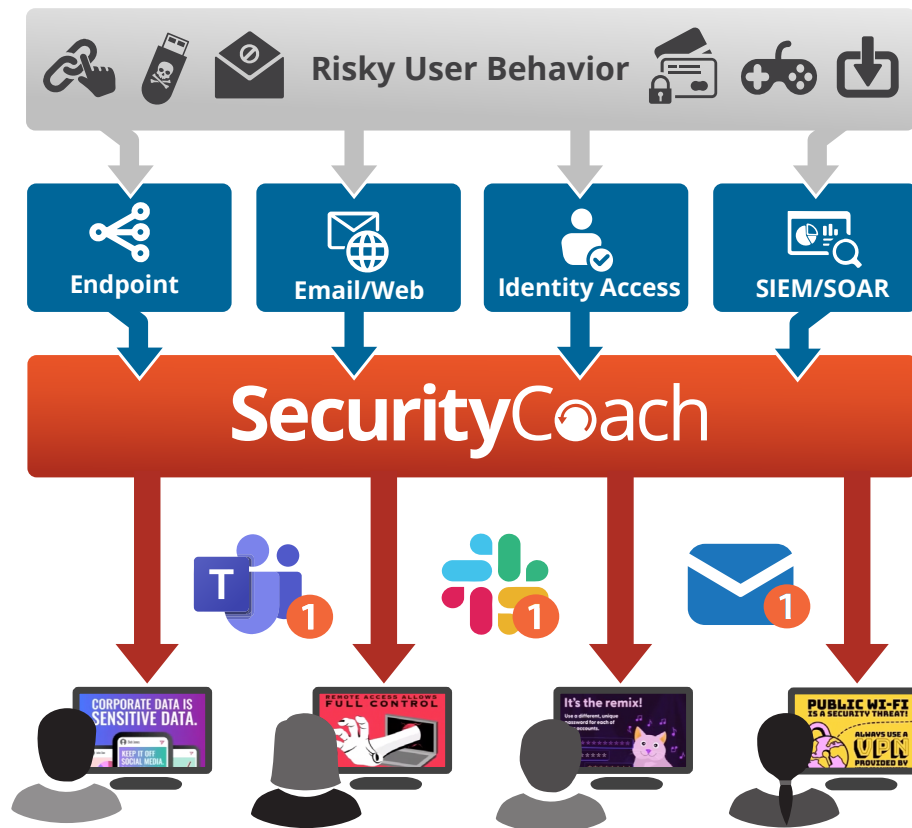 Risky User Behavior
Endpoint
Email/Web
Identity Access
SIEM/SOAR
SecurityCoach
T
1
1
1
CORPORATE DATA IS
SENSITIVE DATA.
KEEP IT OFF
SOCIAL MEDIA.
REMOTE ACCESS ALLOWS
FULL CONTROL
It's the remix!
Use a different, unique
password for each of
accounts.
PUBLIC WI-FI
IS A SECURITY THREAT!
ALWAYS USE A
VPN
PROVIDED BY